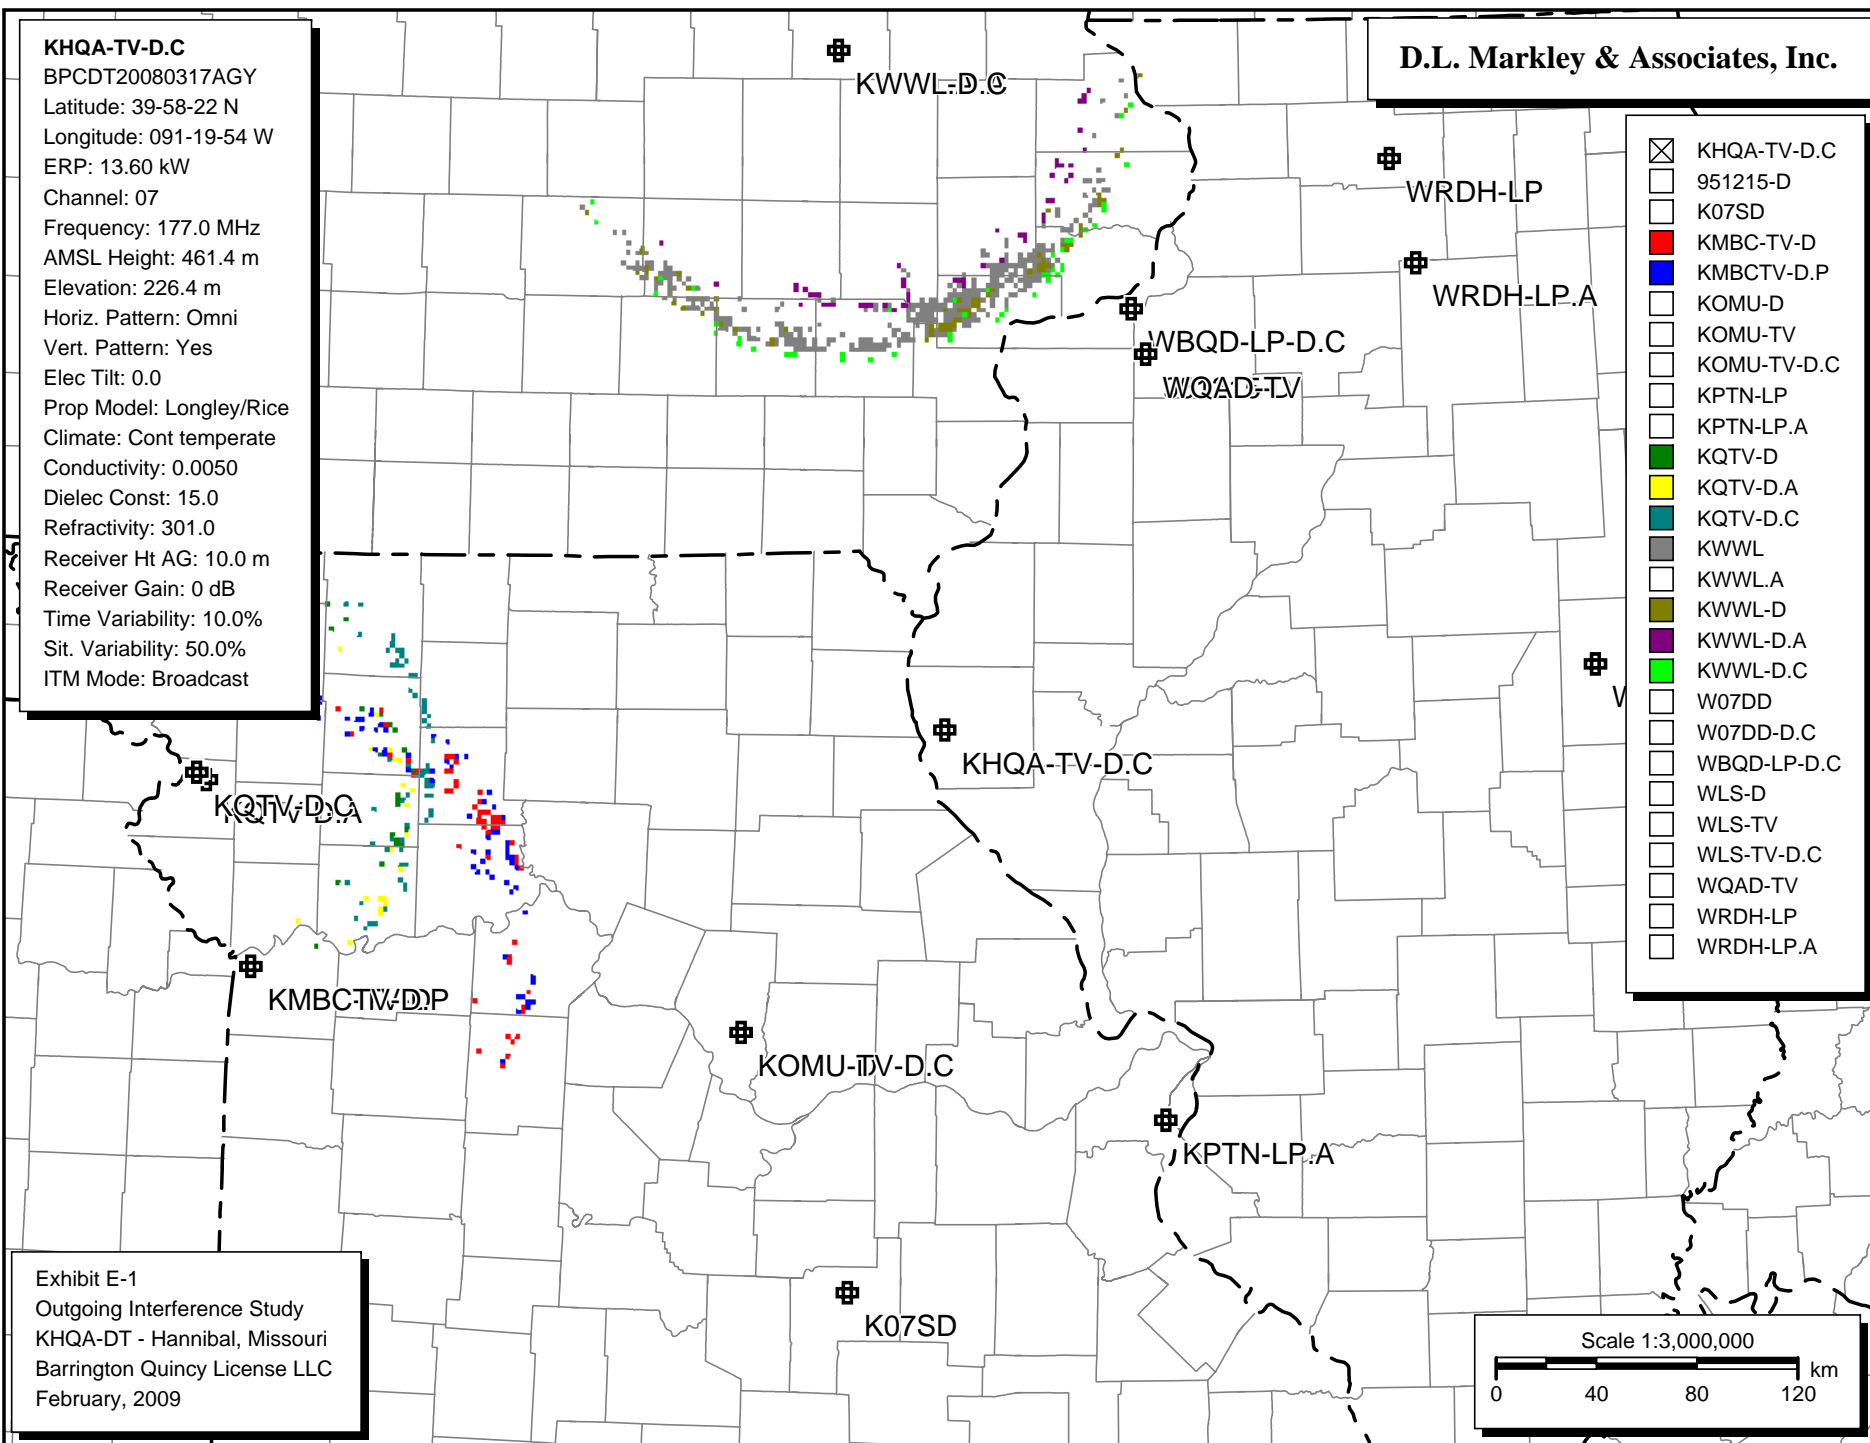 KHQA-TV-D.C
BPCDT20080317AGY
Latitude: 39-58-22 N
Longitude: 091-19-54 W
ERP: 13.60 kW
Channel: 07
Frequency: 177.0 MHz
AMSL Height: 461.4 m
Elevation: 226.4 m
Horiz. Pattern: Omni
Vert. Pattern: Yes
Elec Tilt: 0.0
Prop Model: Longley/Rice
Climate: Cont temperate
Conductivity: 0.0050
Dielec Const: 15.0
Refractivity: 301.0
Receiver Ht AG: 10.0 m
Receiver Gain: 0 dB
Time Variability: 10.0%
Sit. Variability: 50.0%
ITM Mode: Broadcast
D.L. Markley & Associates, Inc.
KHQA-TV-D.C
951215-D
K07SD
KMBC-TV-D
KMBCTV-D.P
KOMU-D
KOMU-TV
KOMU-TV-D.C
KPTN-LP
KPTN-LP.A
KQTV-D
KQTV-D.A
KQTV-D.C
KWWL
KWWL.A
KWWL-D
KWWL-D.A
KWWL-D.C
W07DD
W07DD-D.C
WBQD-LP-D.C
WLS-D
WLS-TV
WLS-TV-D.C
WQAD-TV
WRDH-LP
WRDH-LP.A
KWWL-D.C
WRDH-LP
WRDH-LP.A
WBQD-LP-D.C
WQAD-TV
KHQA-TV-D.C
KQTV-D.C
KMBCTV-D.P
KOMU-TV-D.C
KPTN-LP.A
K07SD
Exhibit E-1
Outgoing Interference Study
KHQA-DT - Hannibal, Missouri
Barrington Quincy License LLC
February, 2009
Scale 1:3,000,000
km
0 40 80 120